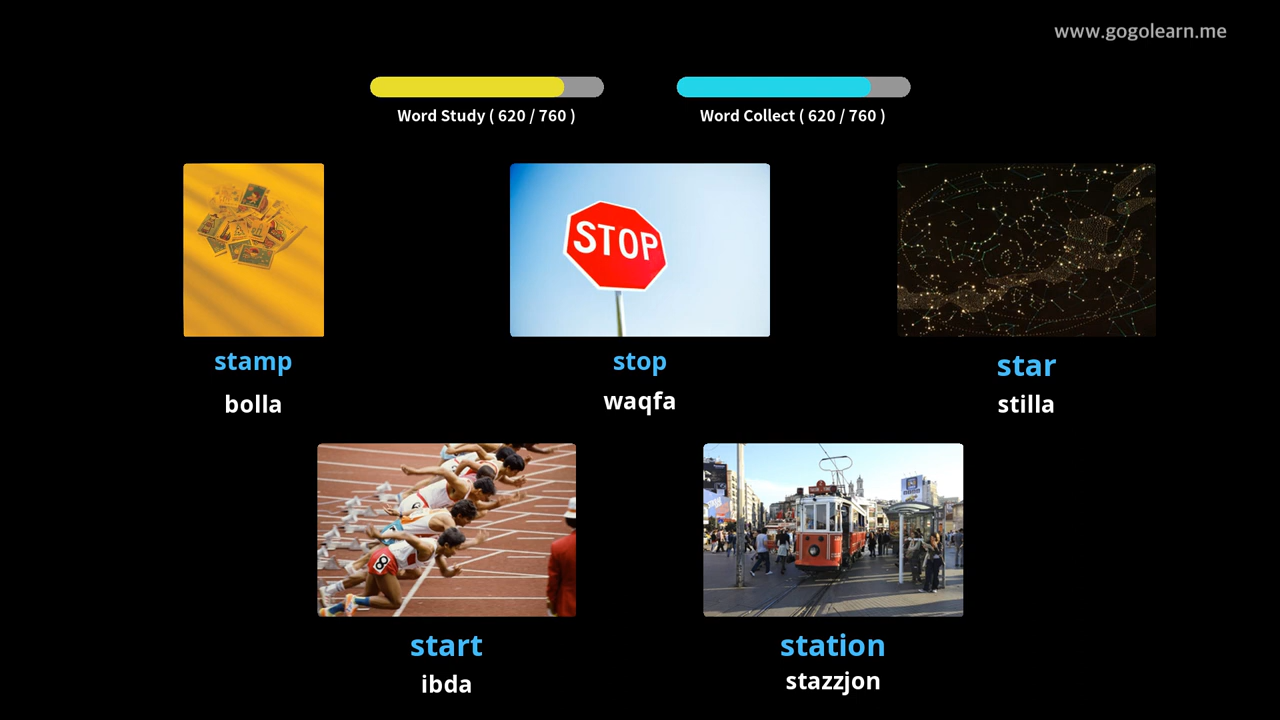 www.gogolearn.me
Word Study ( 620 / 760 )
Word Collect ( 620 / 760 )
STOP
stamp
stop
star
bolla
waqfa
stilla
8
start
station
ibda
stazzjon